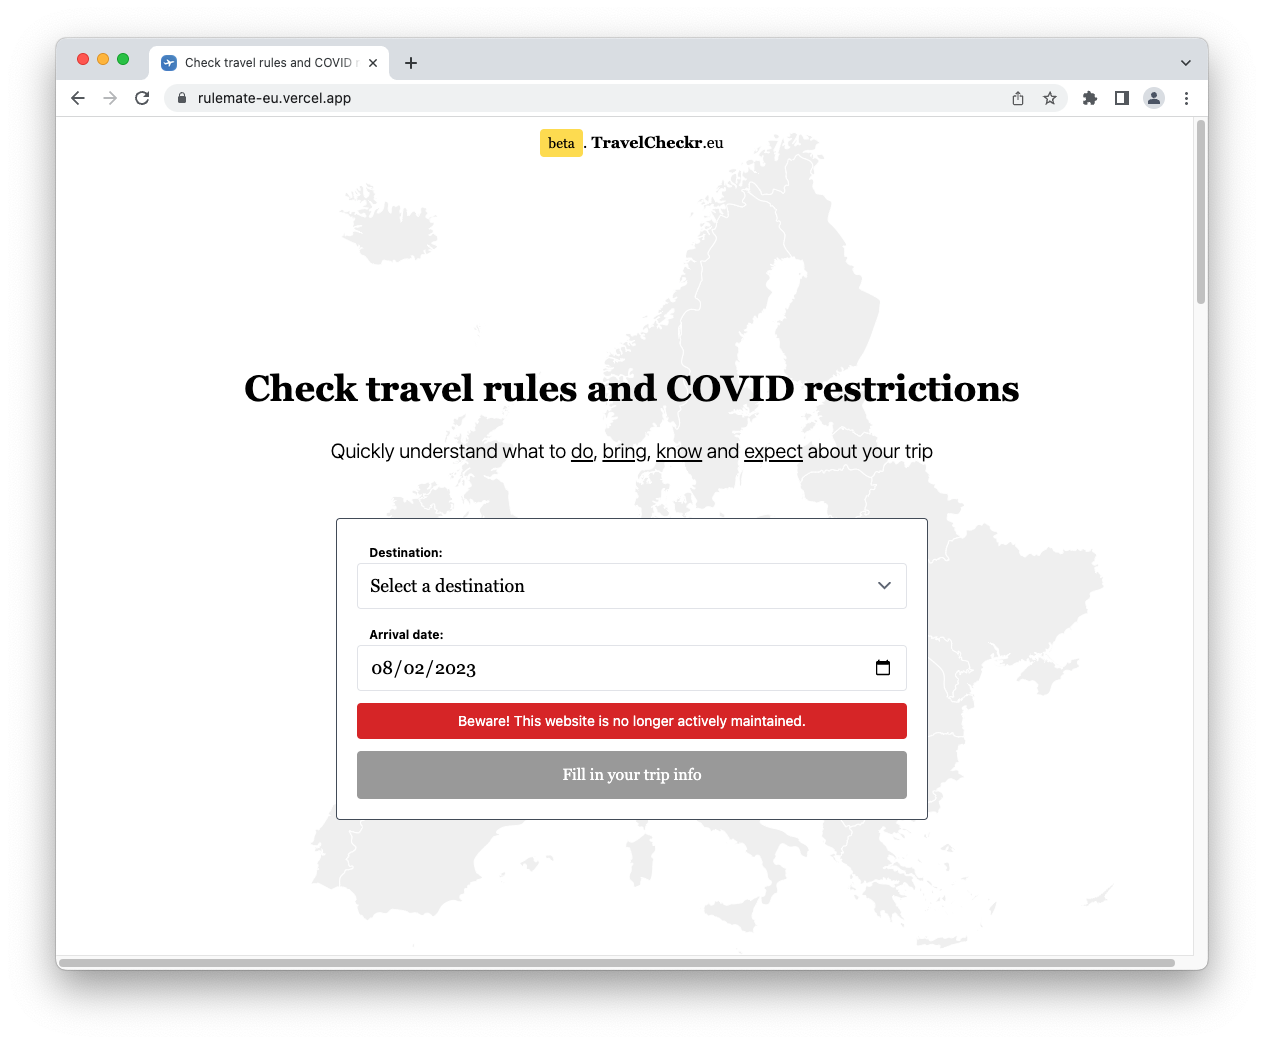 Check travel rules and COVID
rulemate-eu.vercel.app
beta. TravelCheckr.eu
Check travel rules and COVID restrictions
Quickly understand what to do, bring, know and expect about your trip
Destination:
Select a destination
Arrival date:
08/02/2023
Beware! This website is no longer actively maintained.
Fill in your trip info